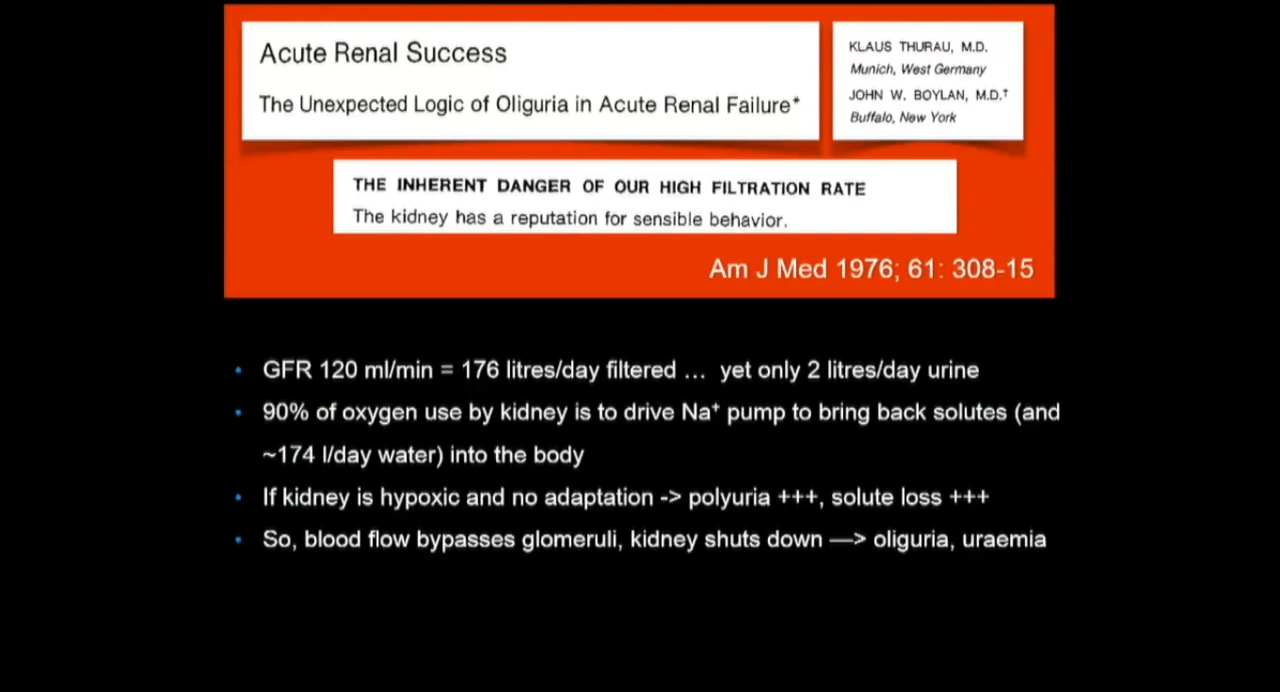 Acute Renal Success
The Unexpected Logic of Oliguria in Acute Renal Failure*
KLAUS THURAU, M.D.
Munich, West Germany
JOHN W. BOYLAN, M.D.†
Buffalo, New York
THE INHERENT DANGER OF OUR HIGH FILTRATION RATE
The kidney has a reputation for sensible behavior.
Am J Med 1976; 61: 308-15
• GFR 120 ml/min = 176 litres/day filtered … yet only 2 litres/day urine
• 90% of oxygen use by kidney is to drive Na⁺ pump to bring back solutes (and
~174 l/day water) into the body
• If kidney is hypoxic and no adaptation -> polyuria +++, solute loss +++
• So, blood flow bypasses glomeruli, kidney shuts down —> oliguria, uraemia